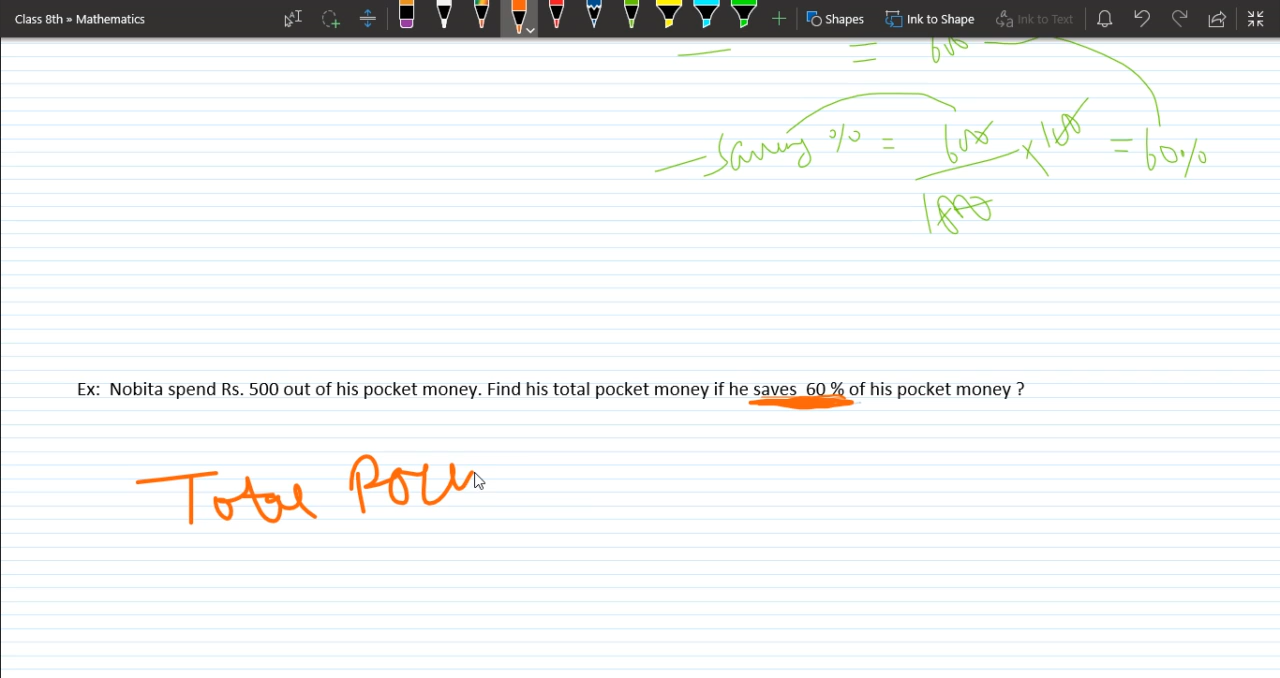 Class 8th » Mathematics
Shapes
Ink to Shape
Ink to Text
= 600
Saving % = 600 × 100 = 60%
1000
Ex: Nobita spend Rs. 500 out of his pocket money. Find his total pocket money if he saves 60 % of his pocket money ?
Total Pock